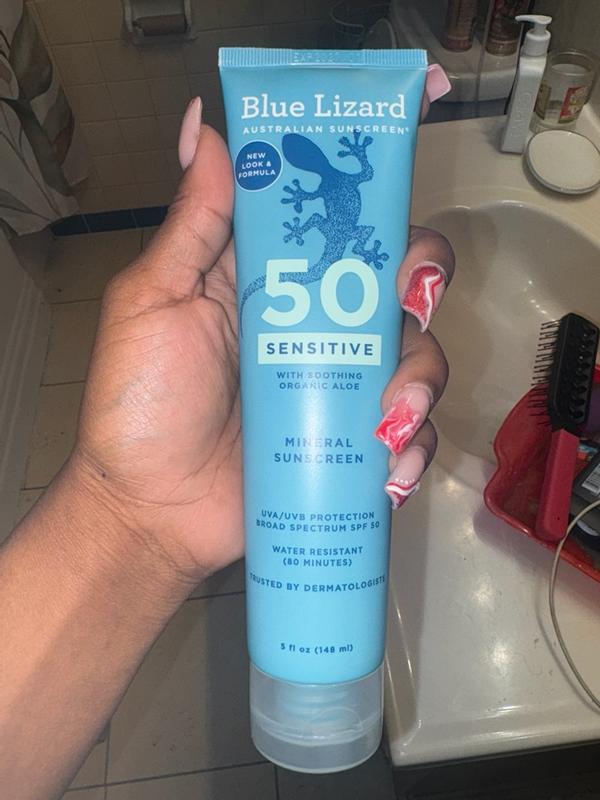 Blue Lizard
AUSTRALIAN SUNSCREEN®
NEW
LOOK &
FORMULA
50
SENSITIVE
WITH SOOTHING
ORGANIC ALOE
MINERAL
SUNSCREEN
UVA/UVB PROTECTION
BROAD SPECTRUM SPF 50
WATER RESISTANT
(80 MINUTES)
TRUSTED BY DERMATOLOGISTS
5 fl oz (148 ml)